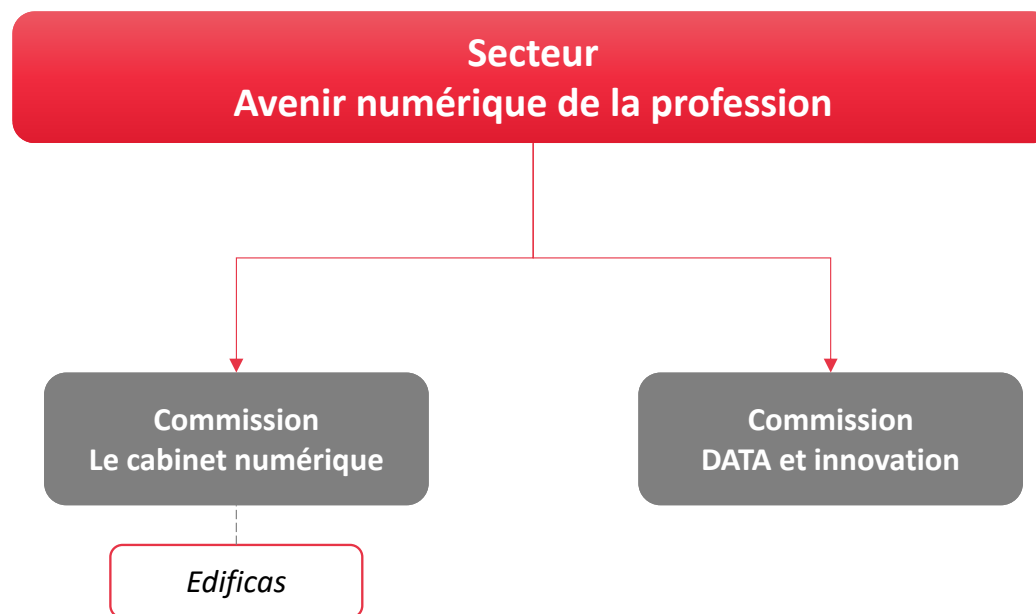 Secteur
Avenir numérique de la profession
Commission
Le cabinet numérique
Commission
DATA et innovation
Edificas